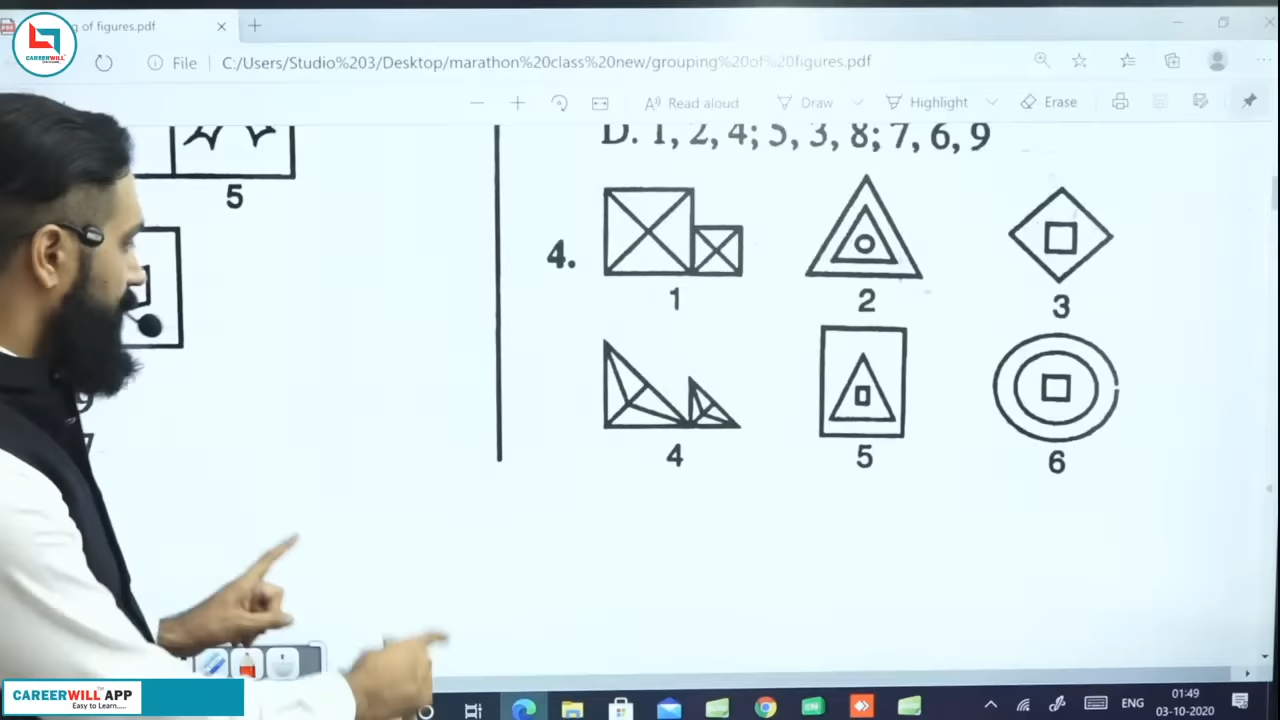 g of figures.pdf
CAREERWILL
File
C:/Users/Studio%203/Desktop/marathon%20class%20new/grouping%20of%20figures.pdf
Read aloud
Draw
Highlight
Erase
D. 1, 2, 4; 5, 3, 8; 7, 6, 9
5
4.
1
2
3
4
5
6
CAREERWILL APP
Easy to Learn.....
ENG
01:49
03-10-2020